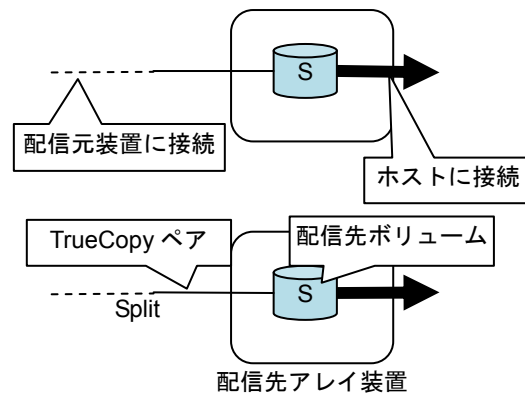 S
配信元装置に接続
ホストに接続
TrueCopy ペア
配信先ボリューム
S
Split
配信先アレイ装置